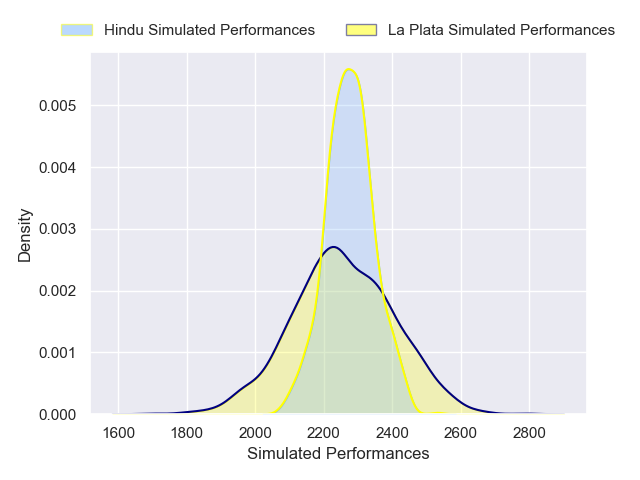 Hindu Simulated Performances La Plata Simulated Performances
0.005
0.004
0.003
0.002
0.001
0.000
Density
1600 1800 2000 2200 2400 2600 2800
Simulated Performances